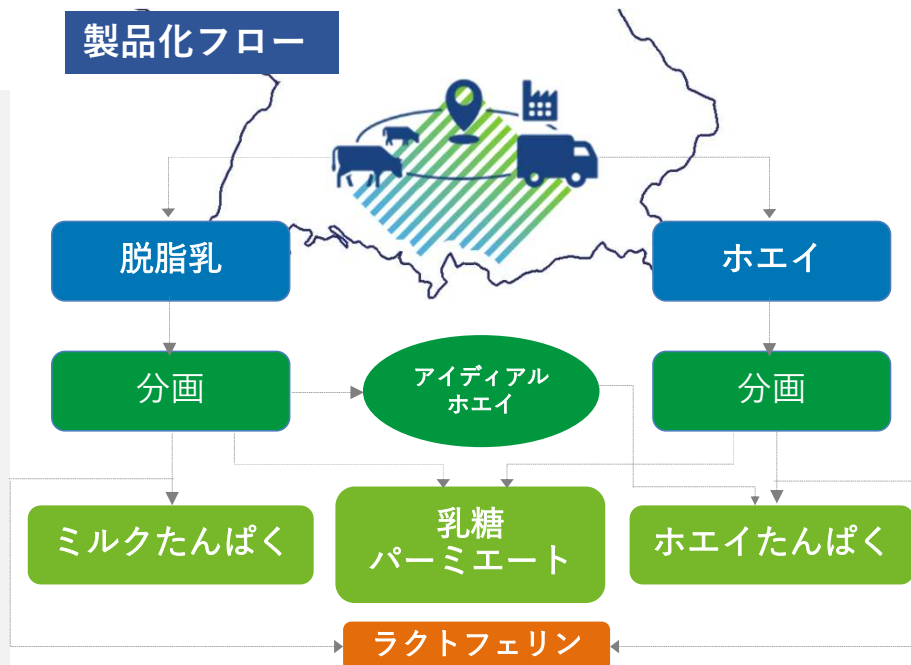 製品化フロー
脱脂乳
ホエイ
分画
アイディアル
ホエイ
分画
ミルクたんぱく
乳糖
パーミエート
ホエイたんぱく
ラクトフェリン